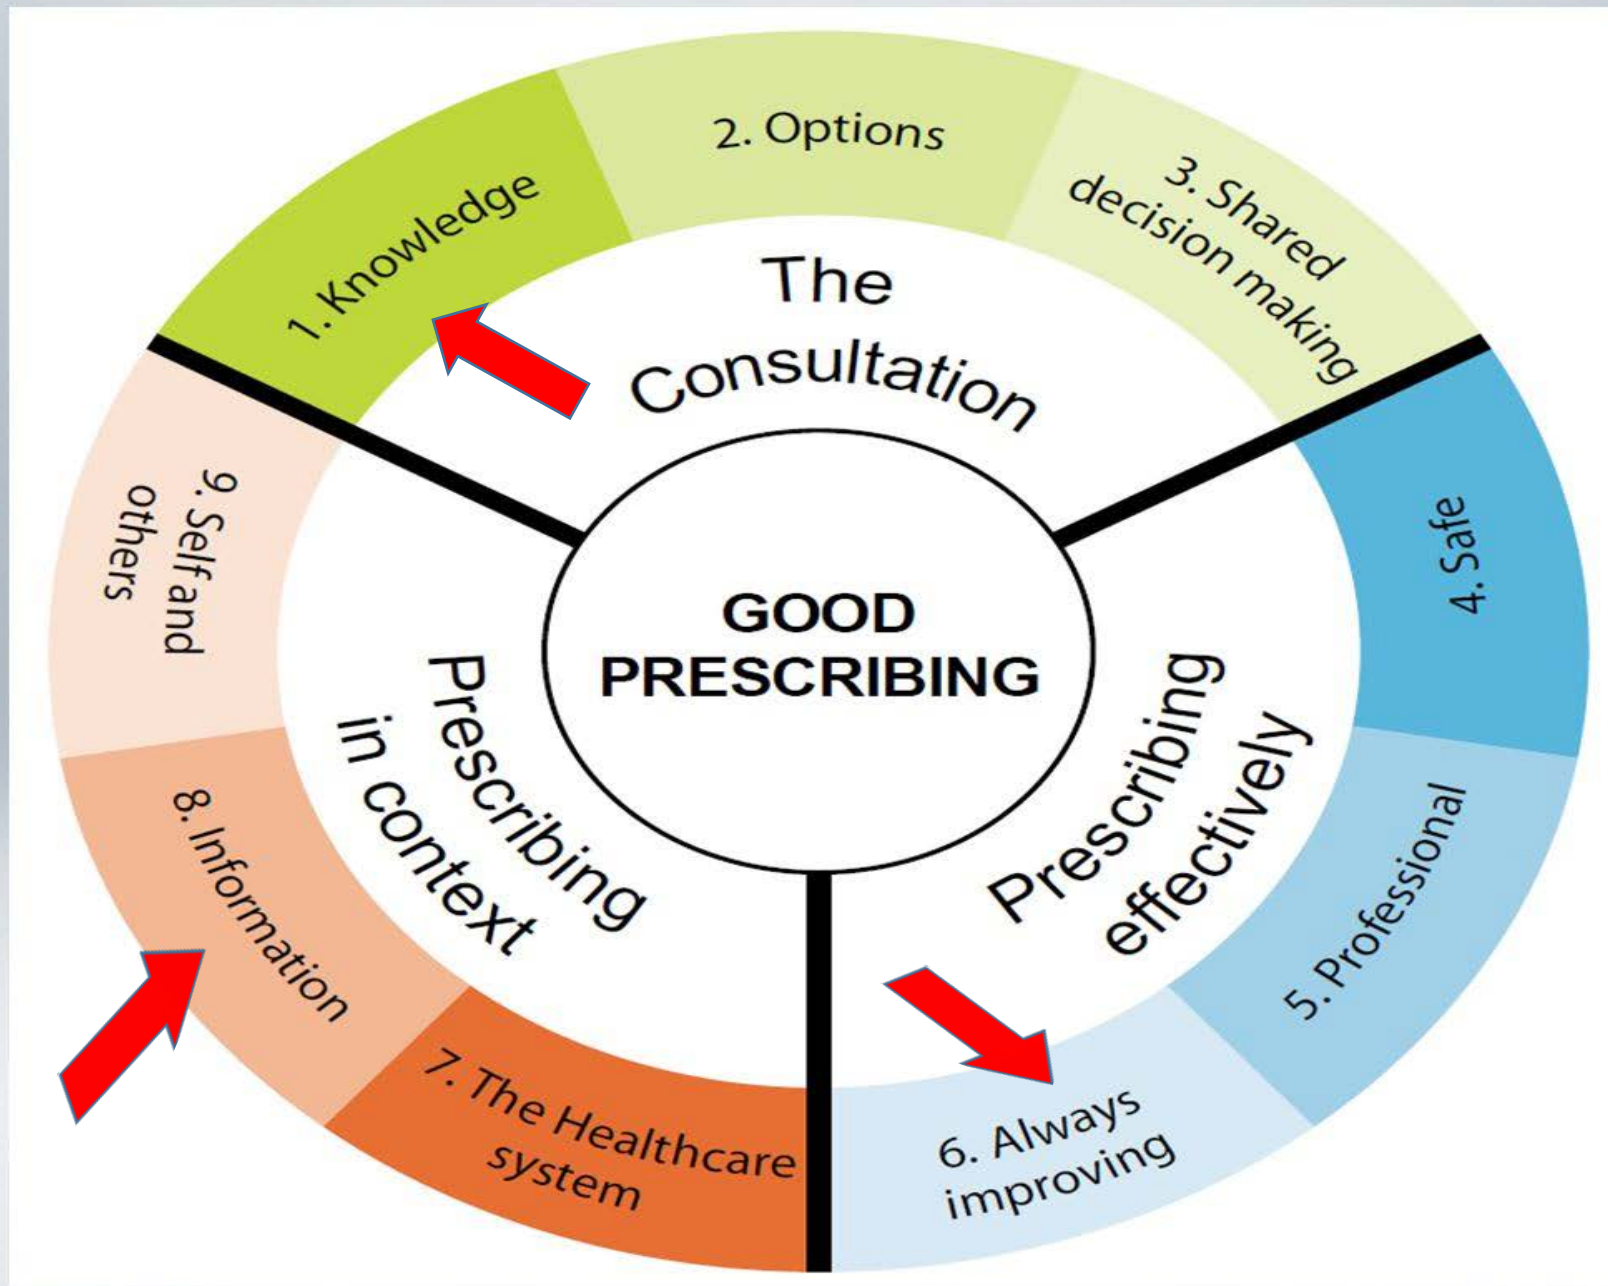 GOOD
PRESCRIBING
The
Consultation
1. Knowledge
2. Options
3. Shared
decision making
Prescribing
effectively
4. Safe
5. Professional
6. Always
improving
Prescribing
in context
7. The Healthcare
system
8. Information
9. Self and
others